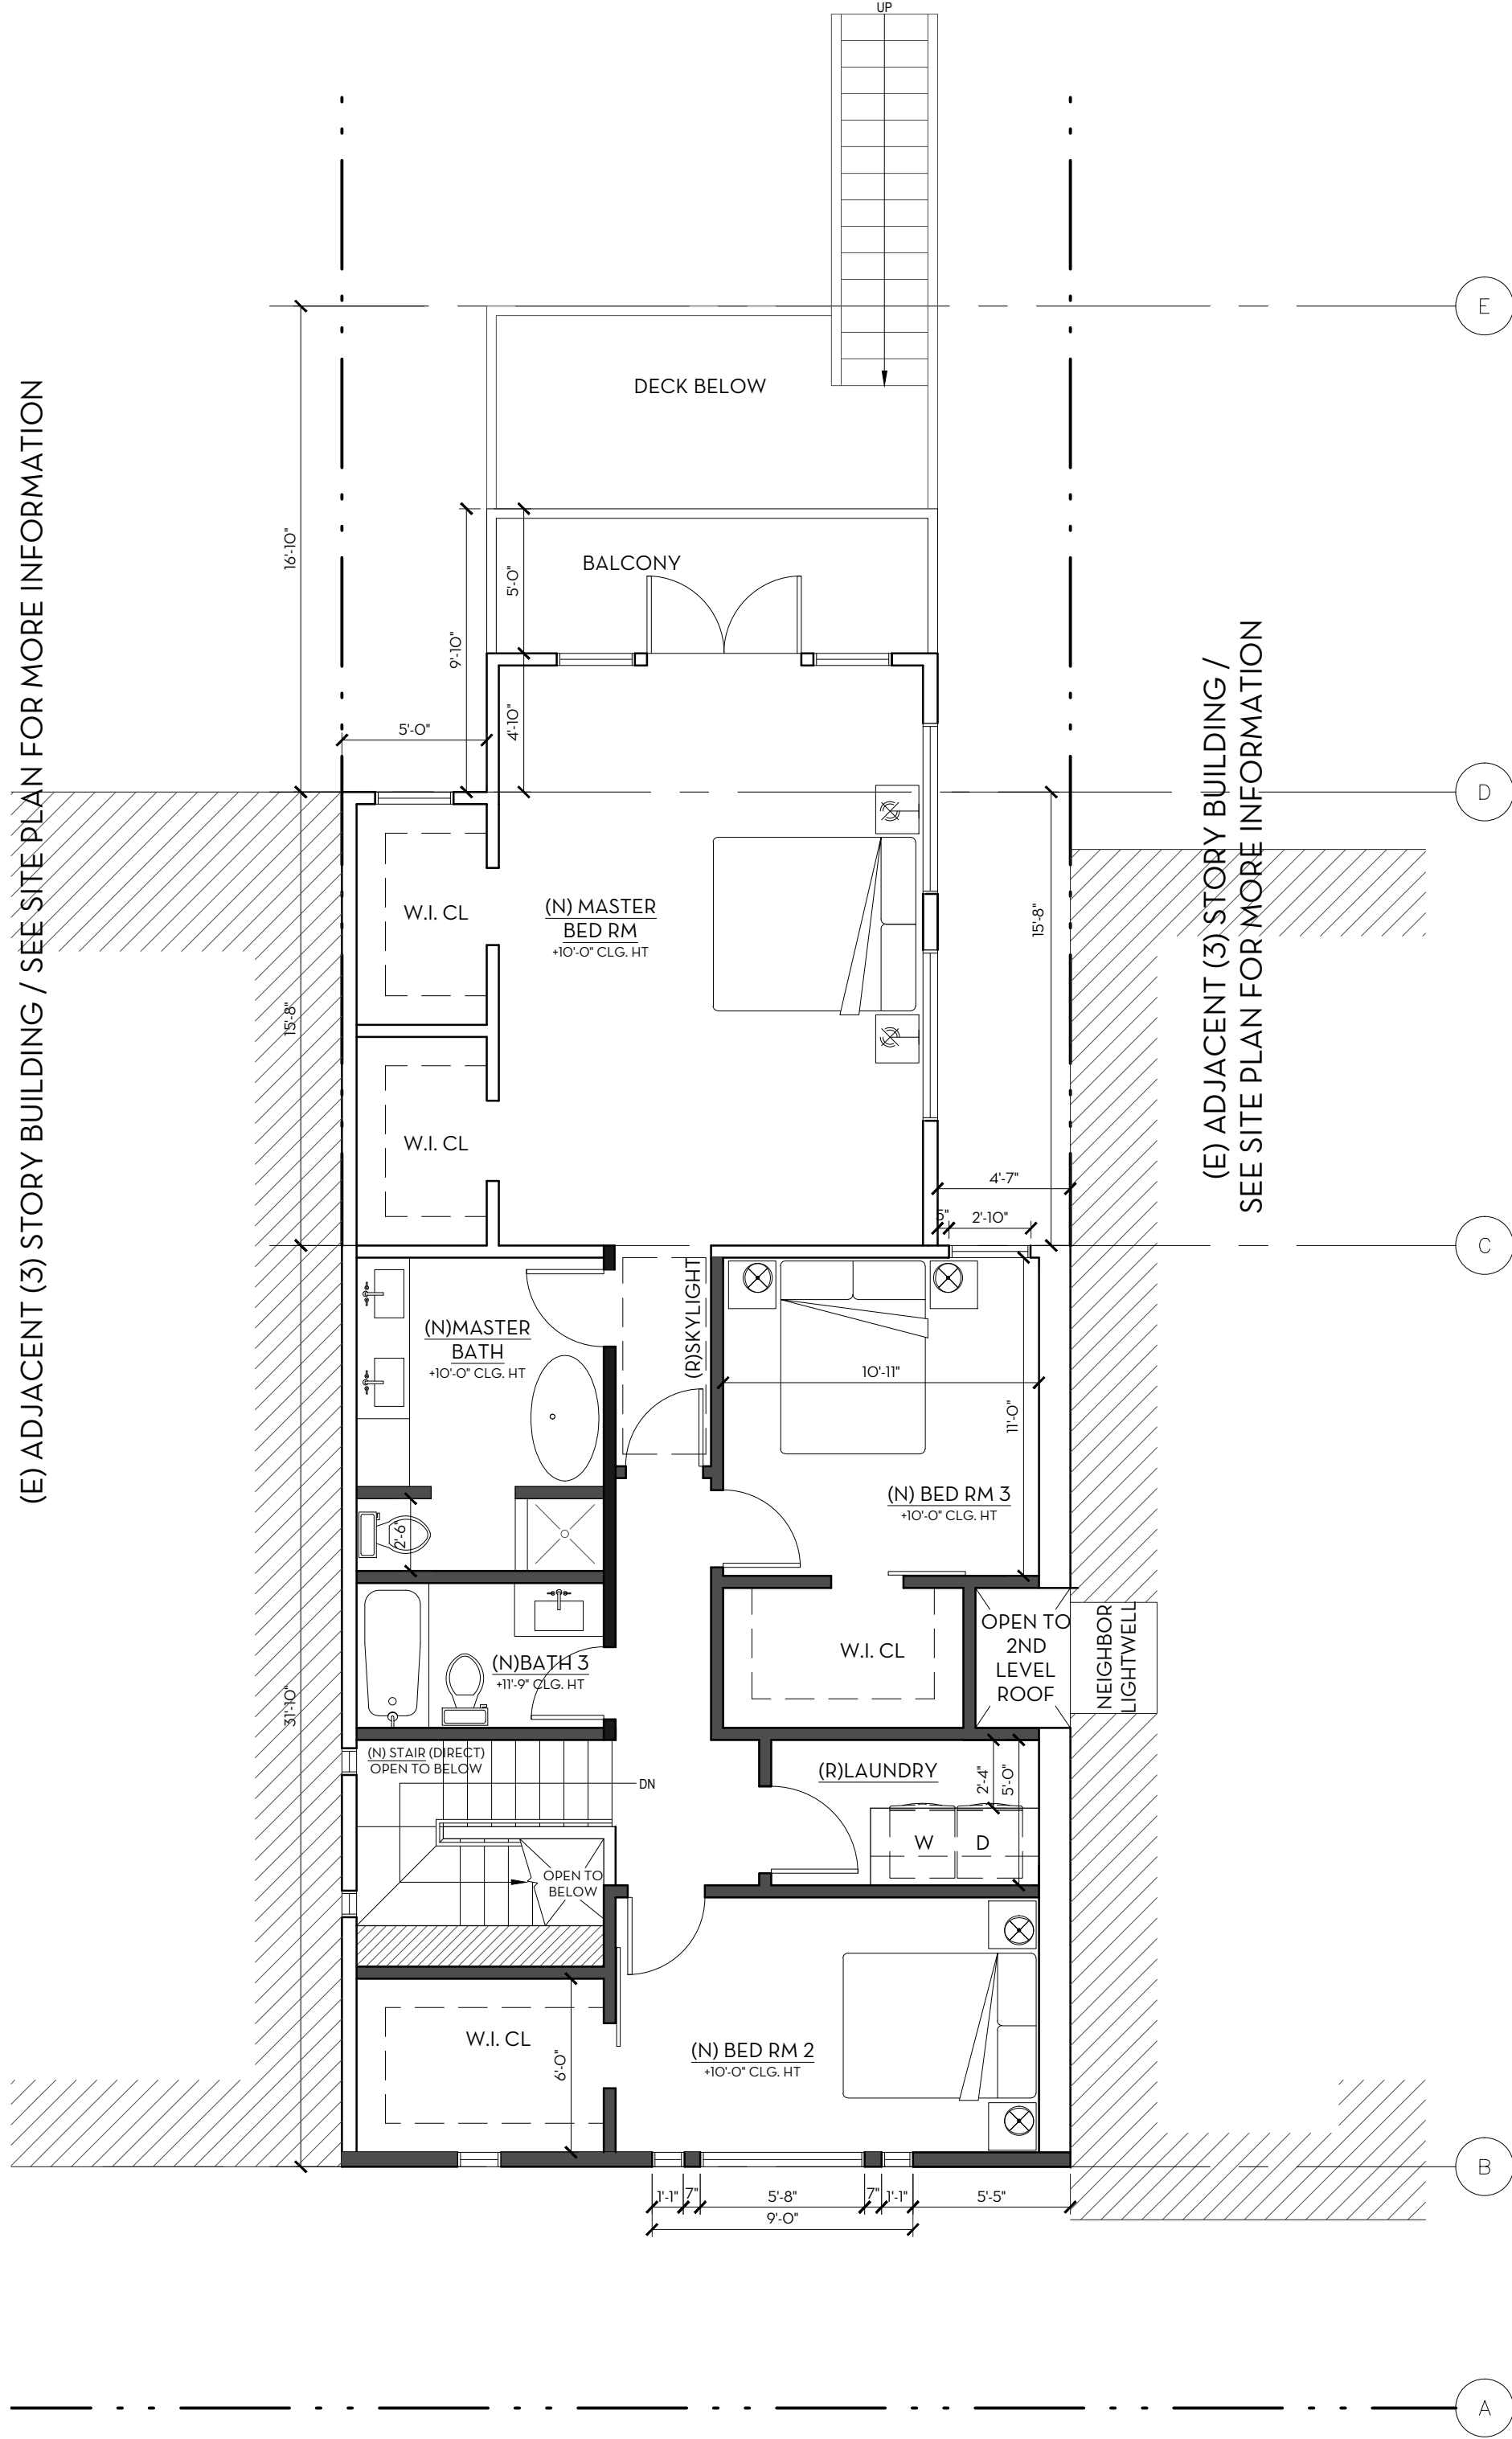 UP
E
DECK BELOW
16'-10"
BALCONY
5'-0"
9'-10"
4'-10"
5'-0"
(E) ADJACENT (3) STORY BUILDING / SEE SITE PLAN FOR MORE INFORMATION
(E) ADJACENT (3) STORY BUILDING /
SEE SITE PLAN FOR MORE INFORMATION
D
W.I. CL
(N) MASTER
BED RM
+10'-0" CLG. HT
15'-8"
15'-8"
W.I. CL
4'-7"
5"
2'-10"
C
(R)SKYLIGHT
(N)MASTER
BATH
+10'-0" CLG. HT
10'-11"
11'-0"
(N) BED RM 3
+10'-0" CLG. HT
2'-6"
OPEN TO
2ND
LEVEL
ROOF
NEIGHBOR
LIGHTWELL
W.I. CL
(N)BATH 3
+11'-9" CLG. HT
31'-10"
(N) STAIR (DIRECT)
OPEN TO BELOW
DN
(R)LAUNDRY
2'-4"
5'-0"
W
D
OPEN TO
BELOW
W.I. CL
6'-0"
(N) BED RM 2
+10'-0" CLG. HT
B
1'-1"
7"
5'-8"
7"
1'-1"
5'-5"
9'-0"
A